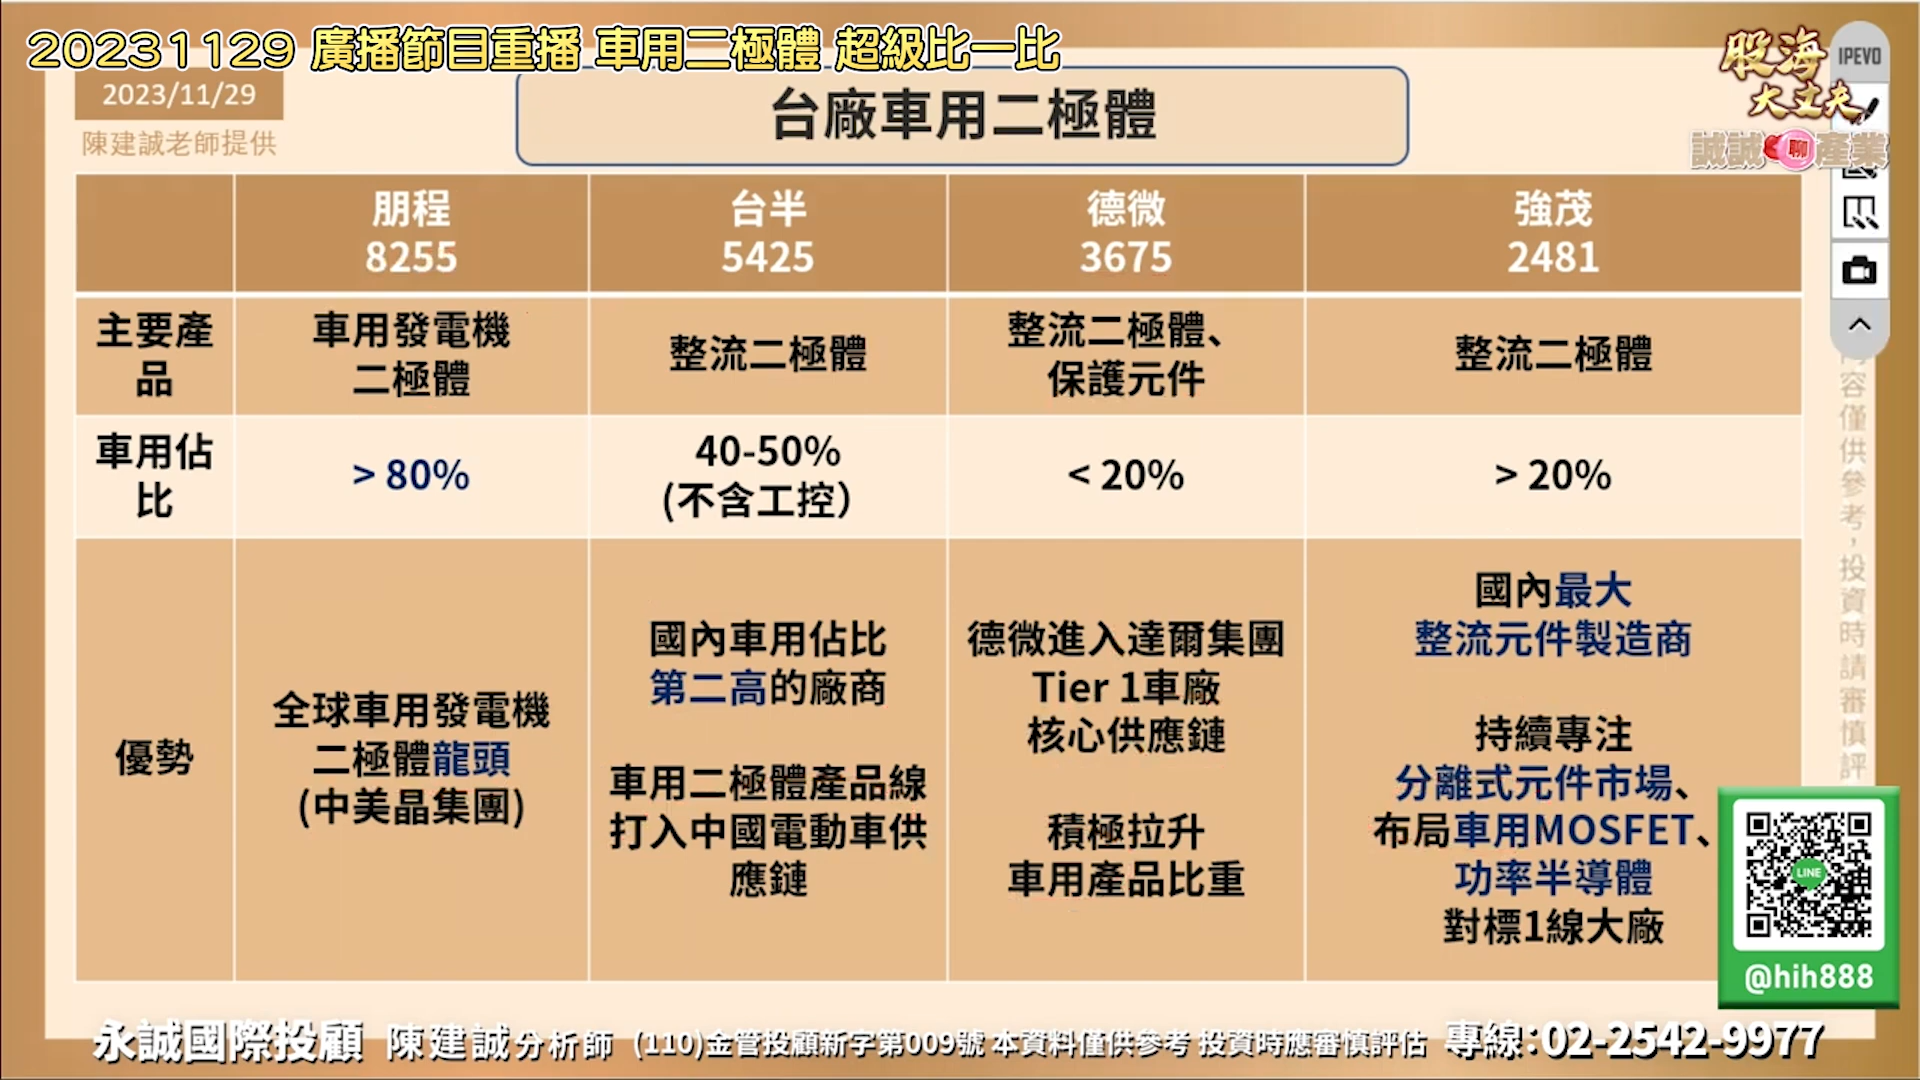 20231129 廣播節目重播 車用二極體 超級比一比
2023/11/29
陳建誠老師提供
台廠車用二極體
股海
大丈夫
誠誠聊產業
IPEVO
朋程
8255
台半
5425
德微
3675
強茂
2481
主要產
品
車用發電機
二極體
整流二極體
整流二極體、
保護元件
整流二極體
車用佔
比
> 80%
40-50%
(不含工控)
< 20%
> 20%
優勢
全球車用發電機
二極體龍頭
(中美晶集團)
國內車用佔比
第二高的廠商
車用二極體產品線
打入中國電動車供
應鏈
德微進入達爾集團
Tier 1車廠
核心供應鏈
積極拉升
車用產品比重
國內最大
整流元件製造商
持續專注
分離式元件市場、
布局車用MOSFET、
功率半導體
對標1線大廠
容僅供參考，投資時請審慎評
LINE
@hih888
永誠國際投顧 陳建誠分析師 (110)金管投顧新字第009號 本資料僅供參考 投資時應審慎評估 專線:02-2542-9977